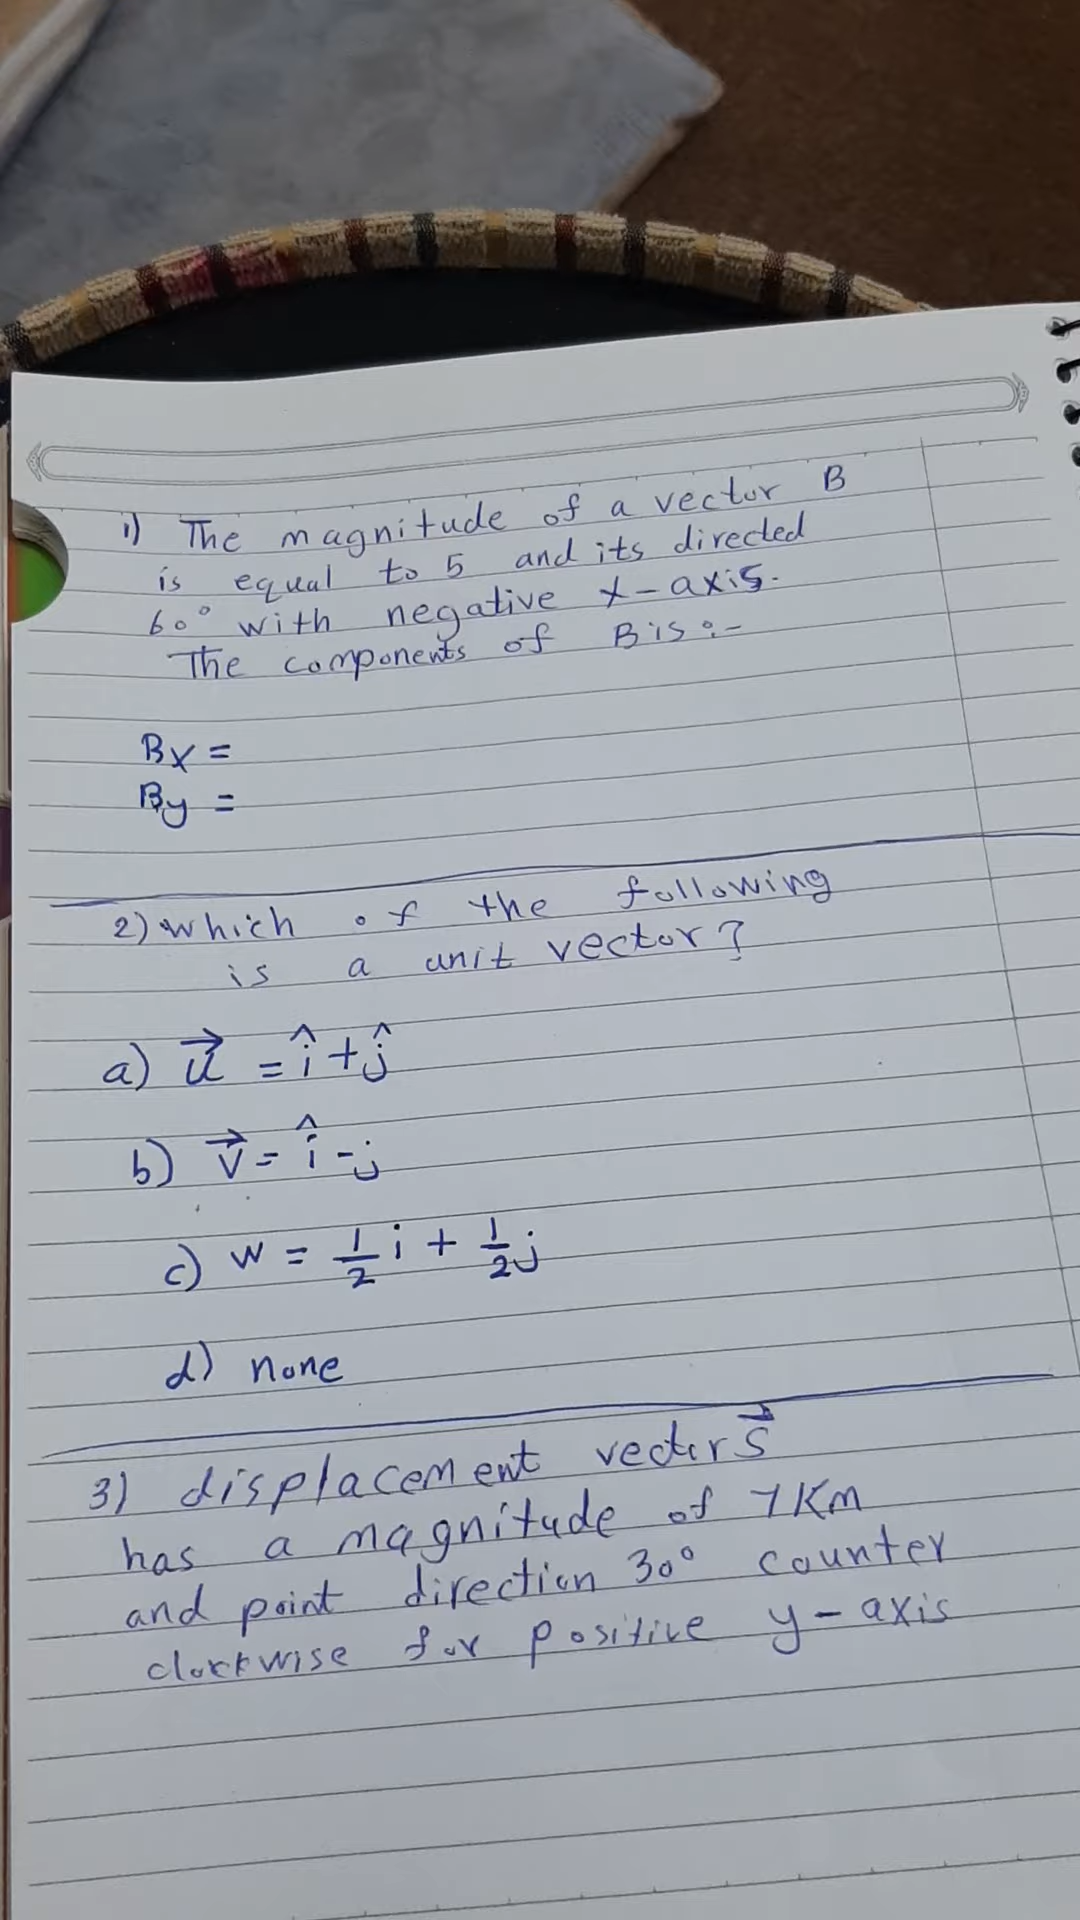 1) The magnitude of a vector B
is equal to 5 and its directed
60° with negative x-axis.
The components of B is:-
Bx =
By =
2) which of the following
is a unit vector?
a) u⃗ = î + ĵ
b) v⃗ = î - j
c) w = 1/2 i + 1/2 j
d) none
3) displacement vector s⃗
has a magnitude of 7 Km
and point direction 30° counter
clockwise for positive y-axis